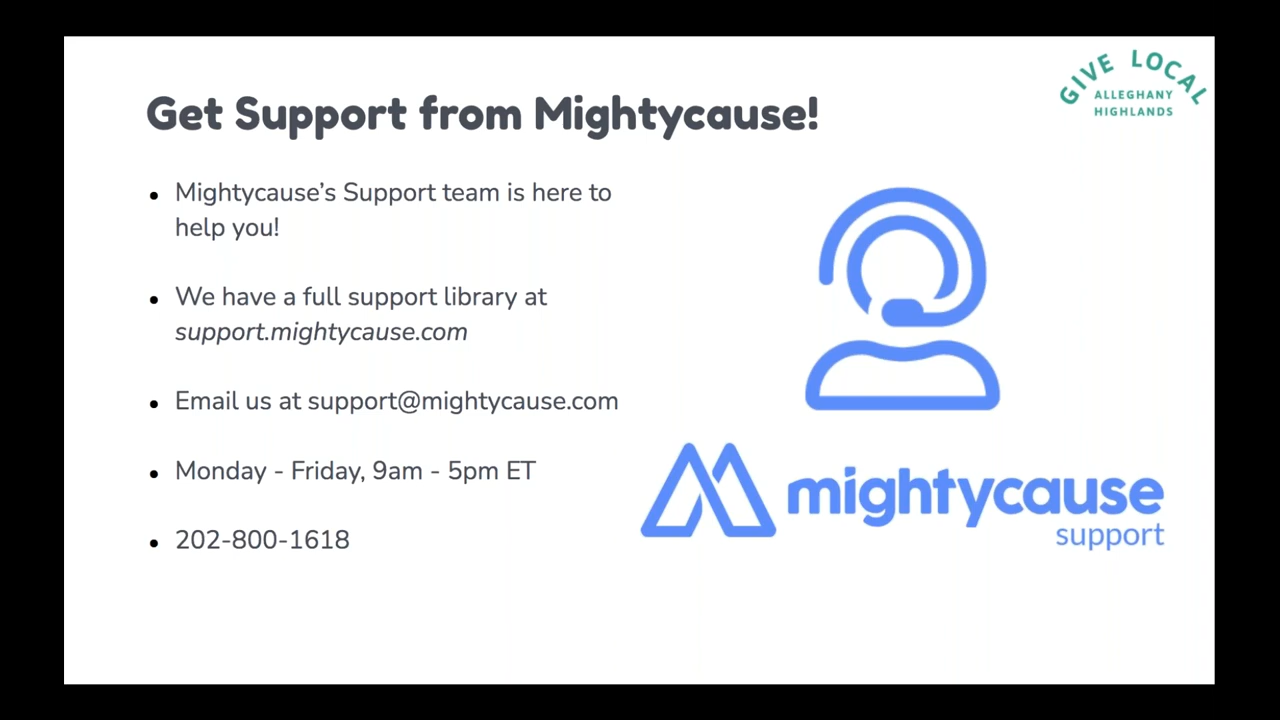 GIVE LOCAL
ALLEGHANY
HIGHLANDS
Get Support from Mightycause!
• Mightycause’s Support team is here to
help you!
• We have a full support library at
support.mightycause.com
• Email us at support@mightycause.com
• Monday - Friday, 9am - 5pm ET
• 202-800-1618
mightycause
support